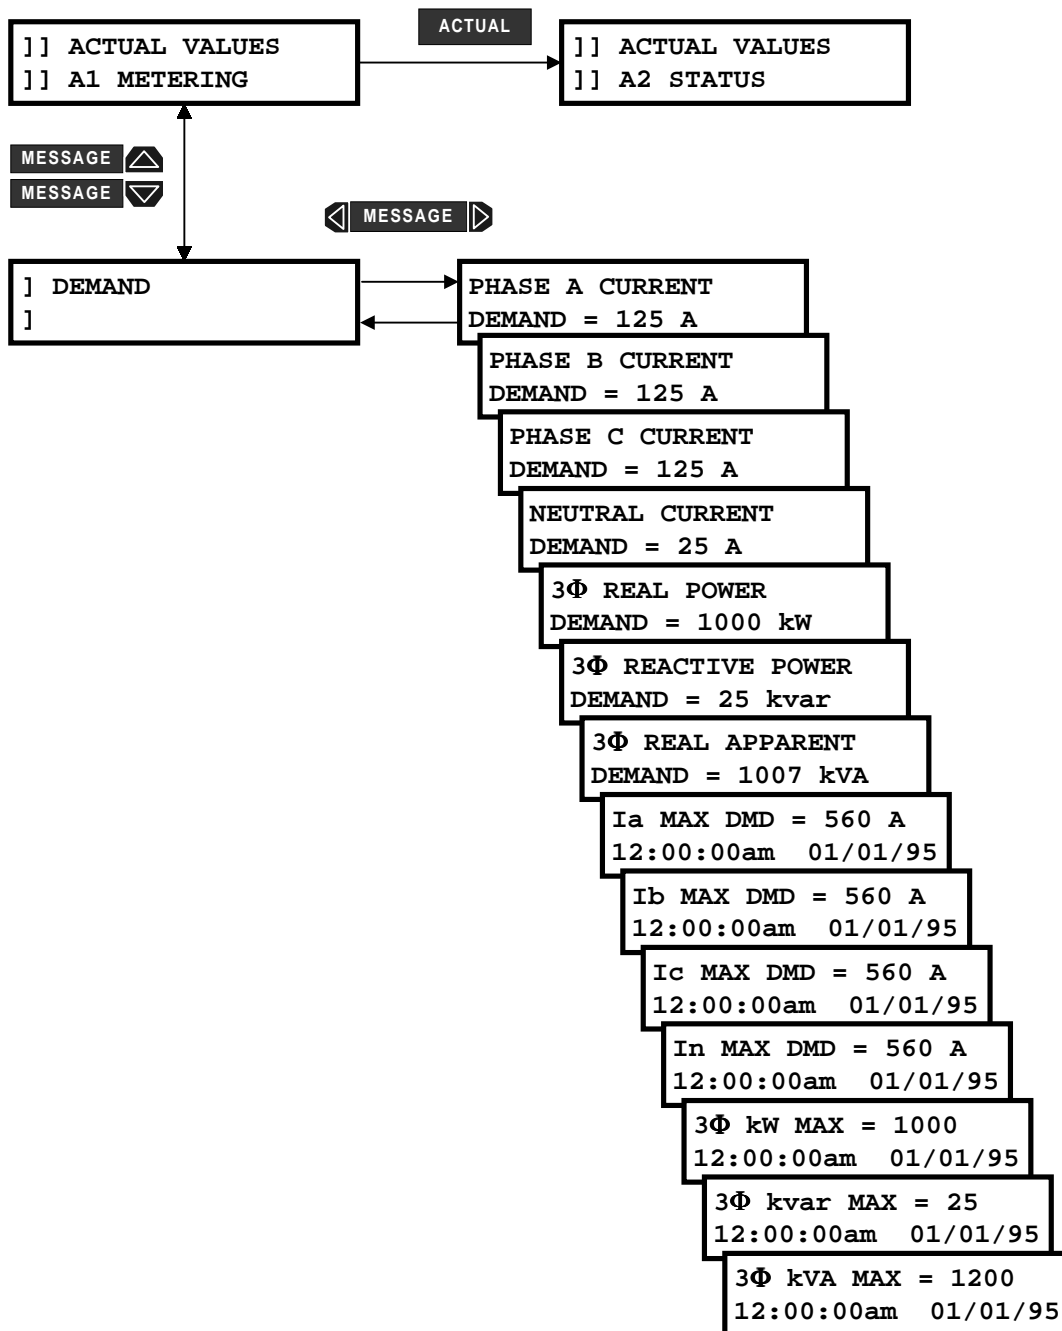 ACTUAL
]] ACTUAL VALUES
]] A1 METERING
]] ACTUAL VALUES
]] A2 STATUS
MESSAGE
MESSAGE
MESSAGE
] DEMAND
]
PHASE A CURRENT
DEMAND = 125 A
PHASE B CURRENT
DEMAND = 125 A
PHASE C CURRENT
DEMAND = 125 A
NEUTRAL CURRENT
DEMAND = 25 A
3Φ REAL POWER
DEMAND = 1000 kW
3Φ REACTIVE POWER
DEMAND = 25 kvar
3Φ REAL APPARENT
DEMAND = 1007 kVA
Ia MAX DMD = 560 A
12:00:00am 01/01/95
Ib MAX DMD = 560 A
12:00:00am 01/01/95
Ic MAX DMD = 560 A
12:00:00am 01/01/95
In MAX DMD = 560 A
12:00:00am 01/01/95
3Φ kW MAX = 1000
12:00:00am 01/01/95
3Φ kvar MAX = 25
12:00:00am 01/01/95
3Φ kVA MAX = 1200
12:00:00am 01/01/95